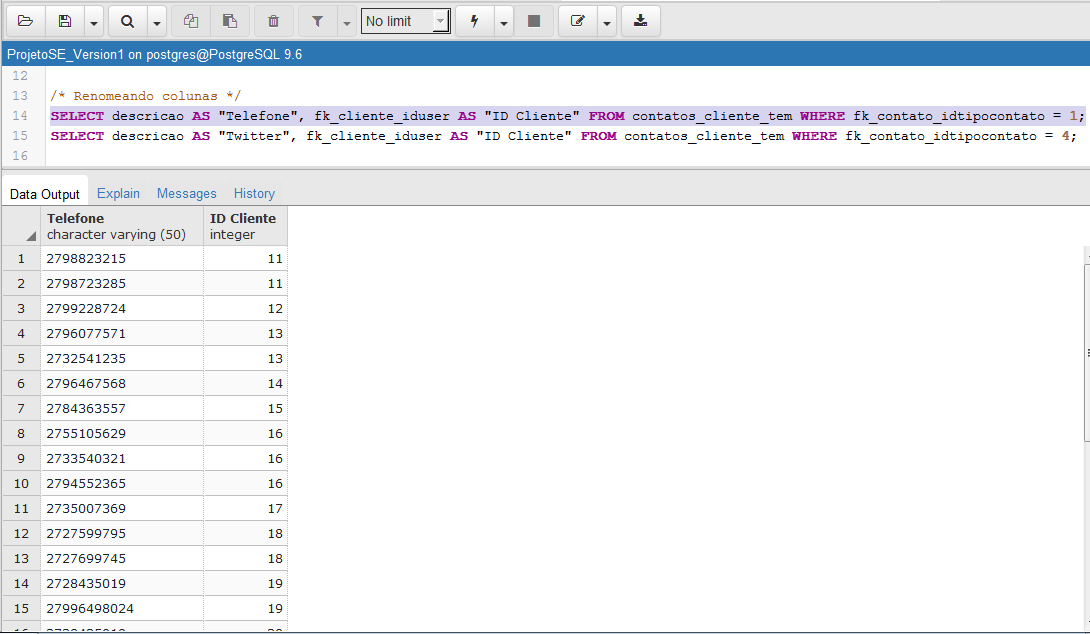 No limit
ProjetoSE_Version1 on postgres@PostgreSQL 9.6
12
13 /* Renomeando colunas */
14 SELECT descricao AS "Telefone", fk_cliente_iduser AS "ID Cliente" FROM contatos_cliente_tem WHERE fk_contato_idtipocontato = 1;
15 SELECT descricao AS "Twitter", fk_cliente_iduser AS "ID Cliente" FROM contatos_cliente_tem WHERE fk_contato_idtipocontato = 4;
16
Data Output Explain Messages History
Telefone ID Cliente
character varying (50) integer
1 2798823215 11
2 2798723285 11
3 2799228724 12
4 2796077571 13
5 2732541235 13
6 2796467568 14
7 2784363557 15
8 2755105629 16
9 2733540321 16
10 2794552365 16
11 2735007369 17
12 2727599795 18
13 2727699745 18
14 2728435019 19
15 27996498024 19